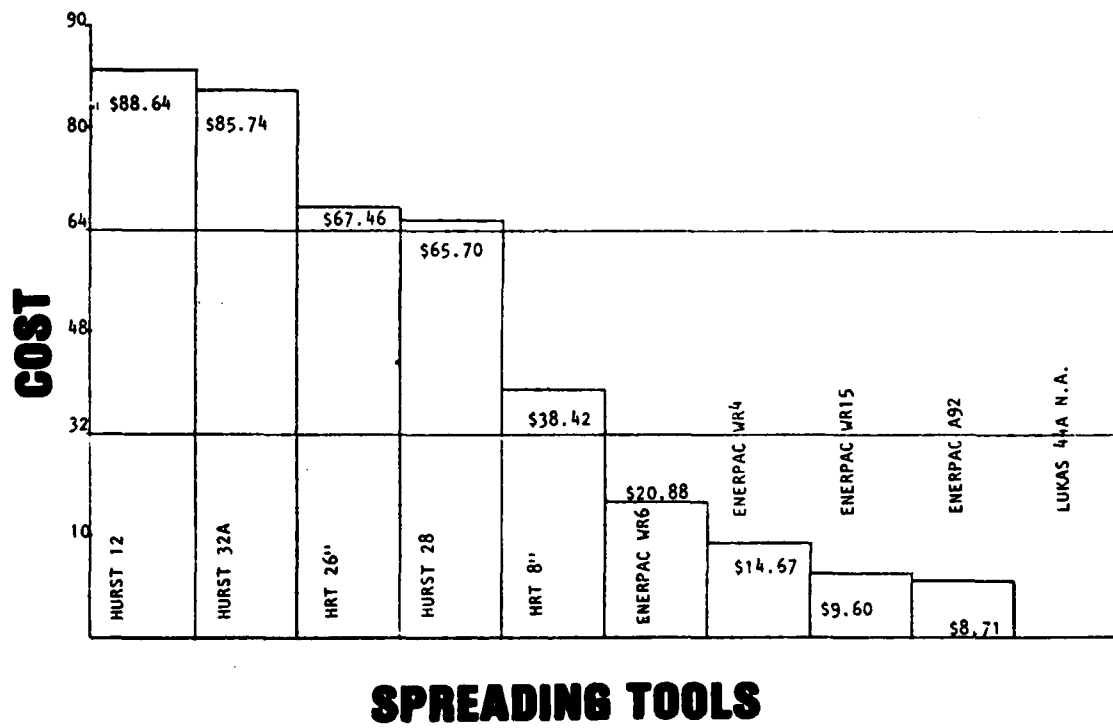 90
80
64
48
32
10
COST
$88.64
$85.74
$67.46
$65.70
$38.42
$20.88
$14.67
$9.60
$8.71
HURST 12
HURST 32A
HRT 26"
HURST 28
HRT 8"
ENERPAC WR6
ENERPAC WR4
ENERPAC WR15
ENERPAC A92
LUKAS 44A N.A.
SPREADING TOOLS